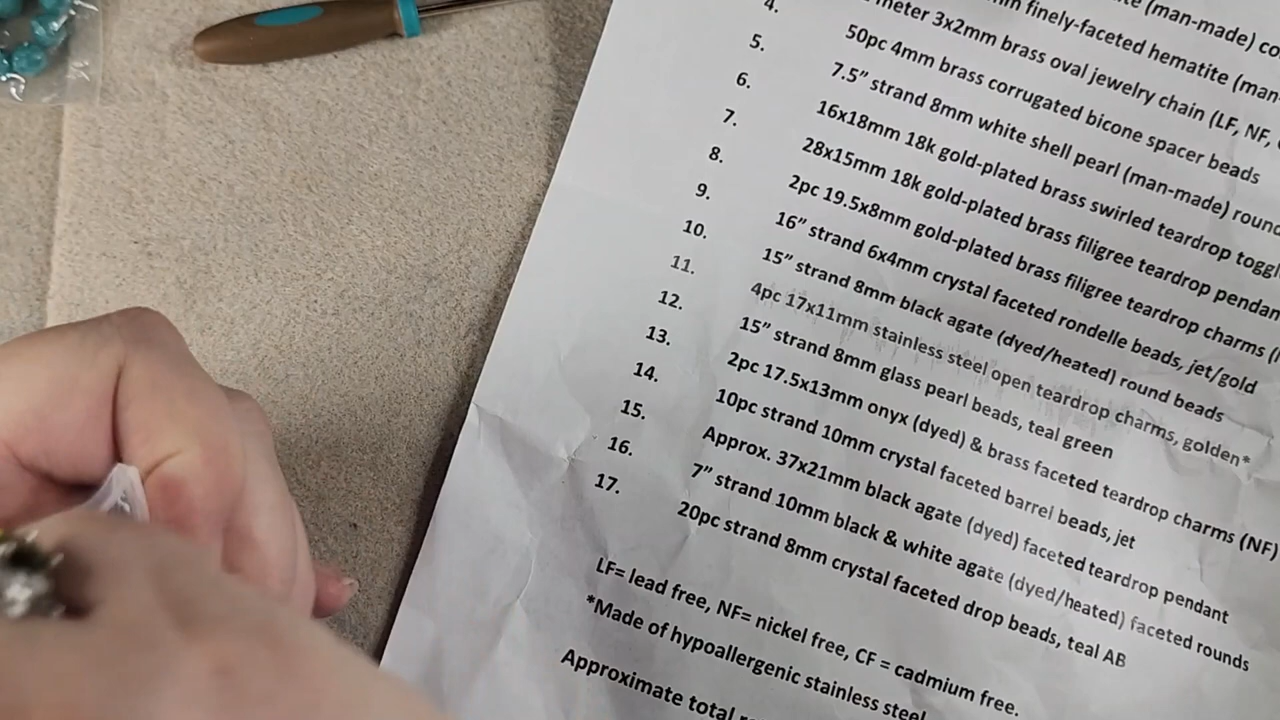 (man-made)
finely-faceted hematite (man-
meter 3x2mm brass oval jewelry chain (LF, NF,
4. 50pc 4mm brass corrugated bicone spacer beads
5. 7.5” strand 8mm white shell pearl (man-made) round
6. 16x18mm 18k gold-plated brass swirled teardrop toggl
7. 28x15mm 18k gold-plated brass filigree teardrop pendan
8. 2pc 19.5x8mm gold-plated brass filigree teardrop charms
9. 16” strand 6x4mm crystal faceted rondelle beads, jet/gold
10. 15” strand 8mm black agate (dyed/heated) round beads
11. 4pc 17x11mm stainless steel open teardrop charms, golden*
12. 15” strand 8mm glass pearl beads, teal green
13. 2pc 17.5x13mm onyx (dyed) & brass faceted teardrop charms (NF)
14. 10pc strand 10mm crystal faceted barrel beads, jet
15. Approx. 37x21mm black agate (dyed) faceted teardrop pendant
16. 7” strand 10mm black & white agate (dyed/heated) faceted rounds
17. 20pc strand 8mm crystal faceted drop beads, teal AB
LF= lead free, NF= nickel free, CF = cadmium free.
*Made of hypoallergenic stainless steel
Approximate total